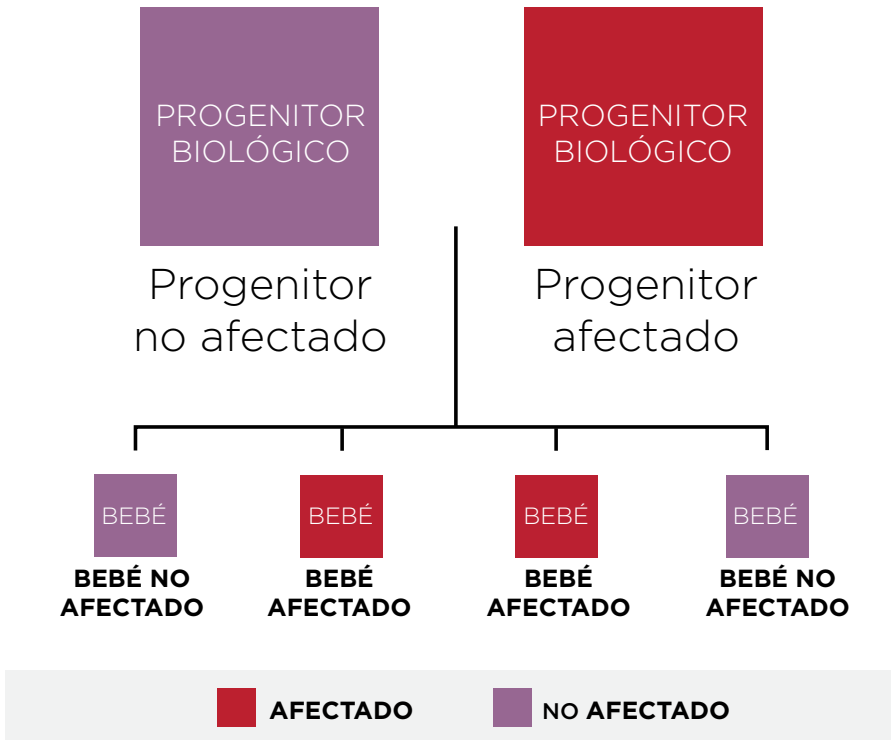 PROGENITOR
BIOLÓGICO
PROGENITOR
BIOLÓGICO
Progenitor
no afectado
Progenitor
afectado
BEBÉ
BEBÉ
BEBÉ
BEBÉ
BEBÉ NO
AFECTADO
BEBÉ
AFECTADO
BEBÉ
AFECTADO
BEBÉ NO
AFECTADO
AFECTADO
NO AFECTADO